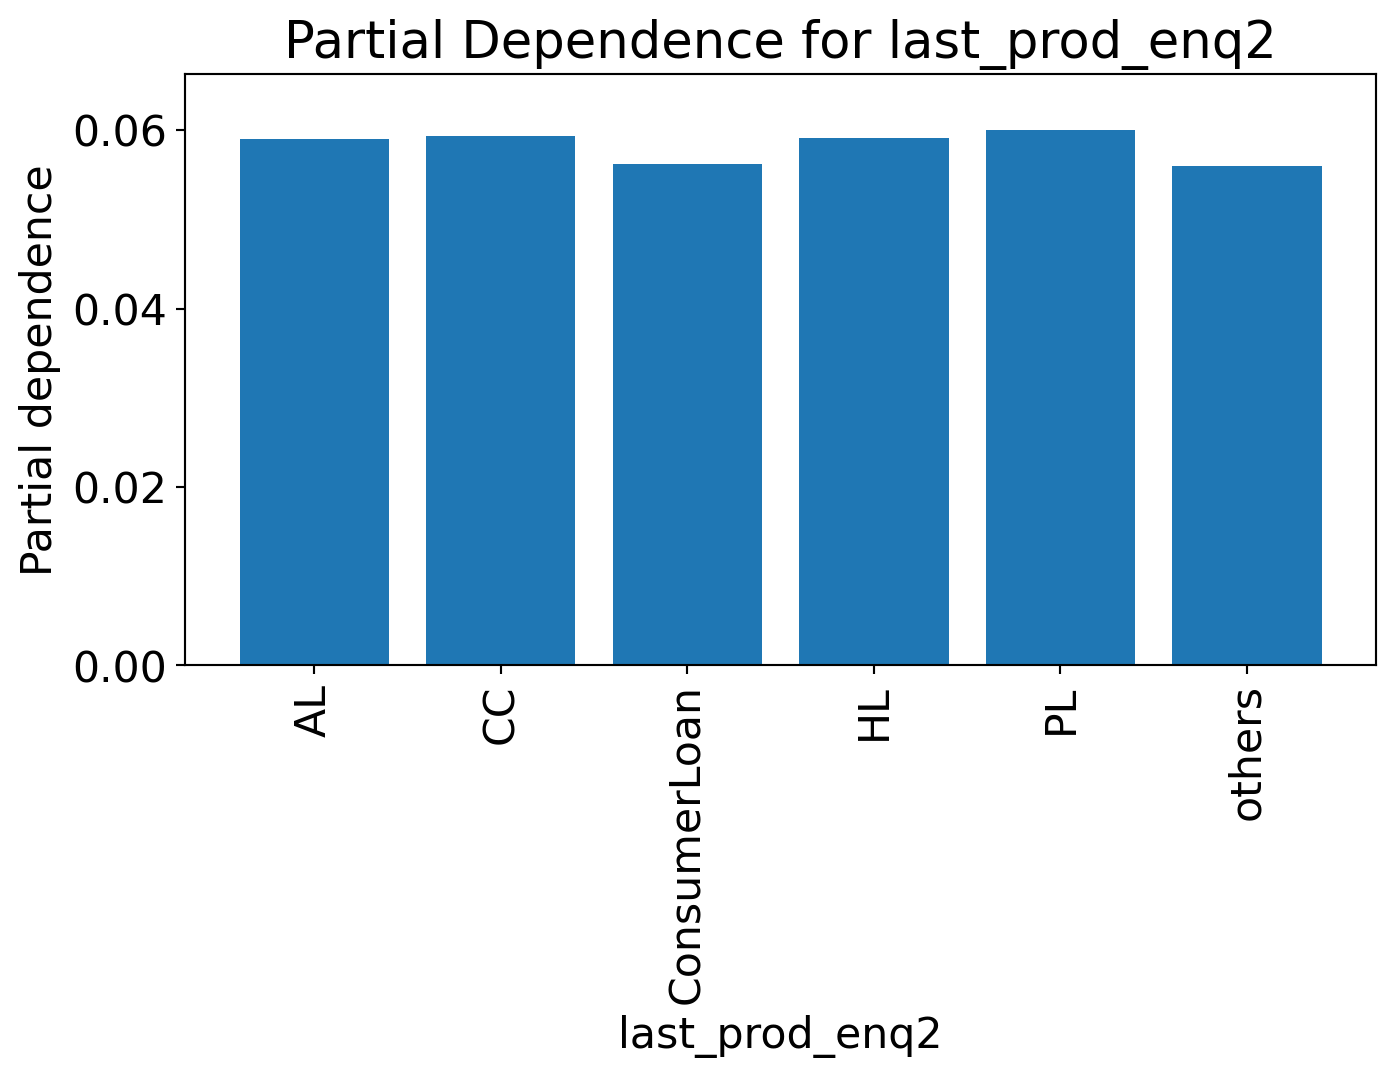 Partial Dependence for last_prod_enq2
Partial dependence
0.06
0.04
0.02
0.00
AL
CC
ConsumerLoan
HL
PL
others
last_prod_enq2